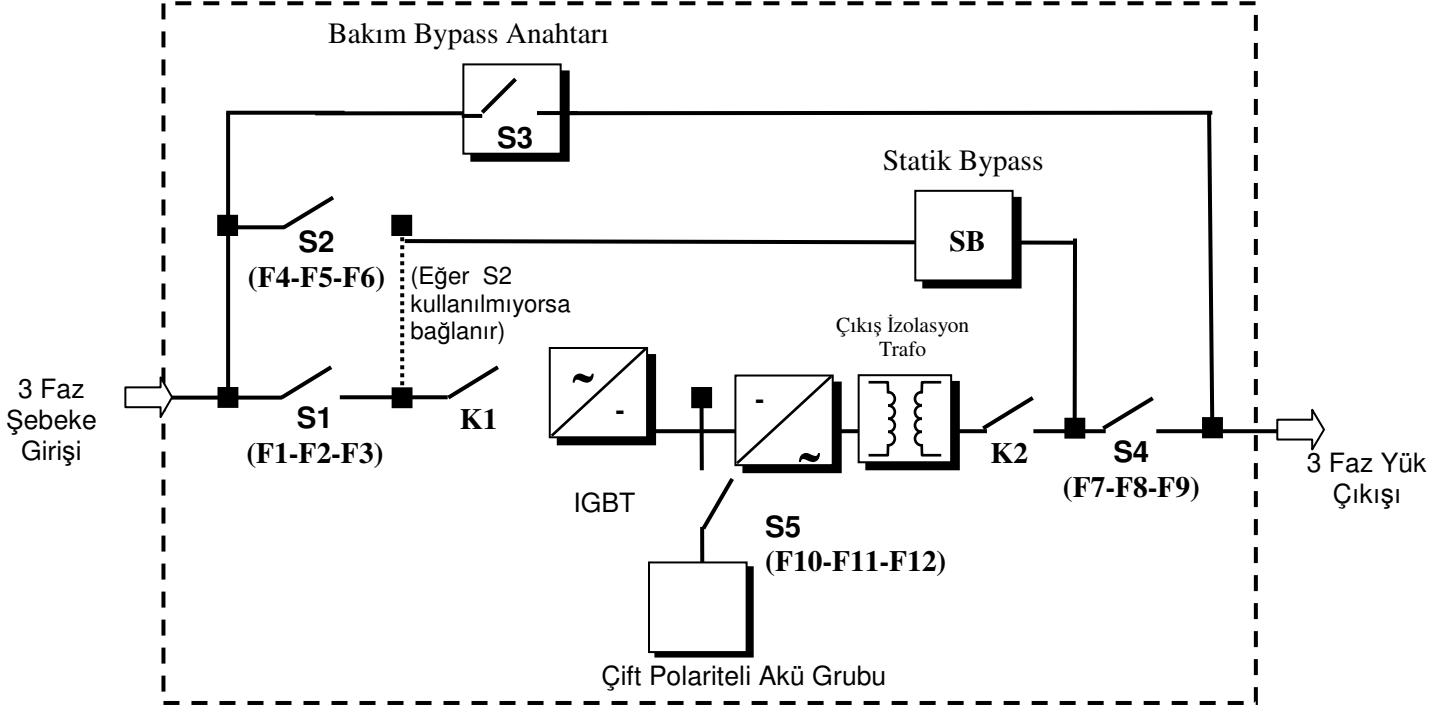 Bakım Bypass Anahtarı
S3
Statik Bypass
SB
S2
(F4-F5-F6)
(Eğer S2
kullanılmıyorsa
bağlanır)
Çıkış İzolasyon
Trafo
3 Faz
Şebeke
Girişi
S1
(F1-F2-F3)
K1
~
-
-
~
IGBT
K2
S4
(F7-F8-F9)
3 Faz Yük
Çıkışı
S5
(F10-F11-F12)
Çift Polariteli Akü Grubu